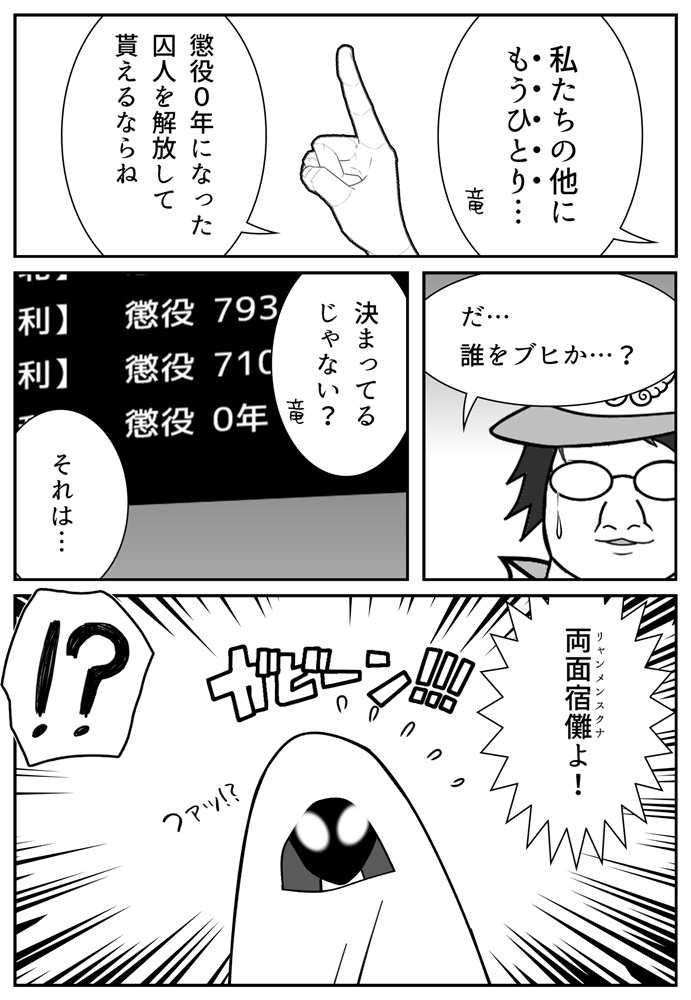 私たちの他に
もうひとり…
竜
懲役0年になった
囚人を解放して
貰えるならね
だ…
誰をブヒか…？
決まってる
じゃない？
竜
利】 懲役 793
利】 懲役 710
懲役 0年
それは…
両面宿儺よ！
リャンメンスクナ
!?
ガビーン!!!
ファッ!?